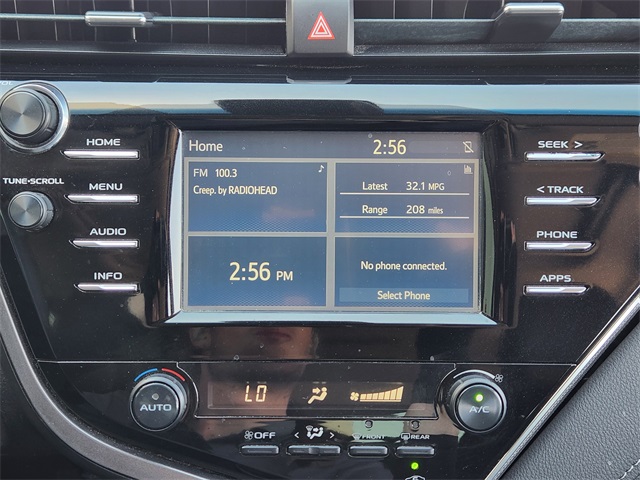 Home 2:56
FM 100.3
Creep. by RADIOHEAD
Latest 32.1 MPG
Range 208 miles
2:56 PM
No phone connected.
Select Phone
HOME
TUNE•SCROLL
MENU
AUDIO
INFO
SEEK >
< TRACK
PHONE
APPS
AUTO
LO
A/C
OFF
< >
FRONT
REAR